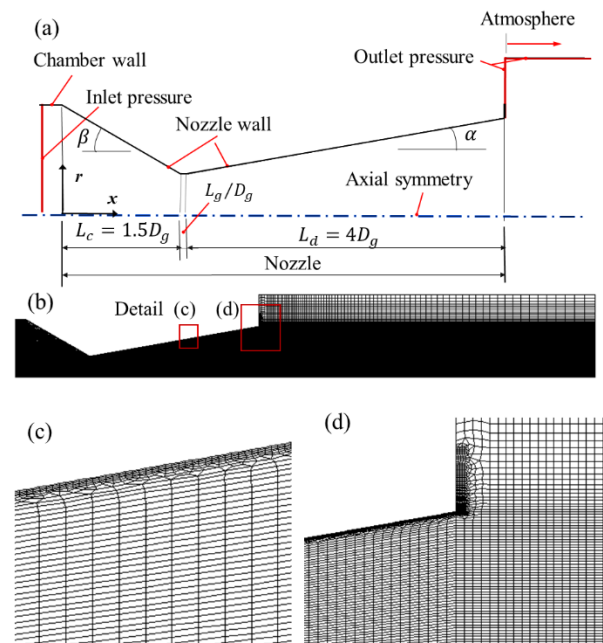 (a)
Atmosphere
Chamber wall
Outlet pressure
Inlet pressure
Nozzle wall
β
α
r
L_g/D_g
Axial symmetry
x
L_c = 1.5D_g
L_d = 4D_g
Nozzle
(b)
Detail (c) (d)
(c)
(d)